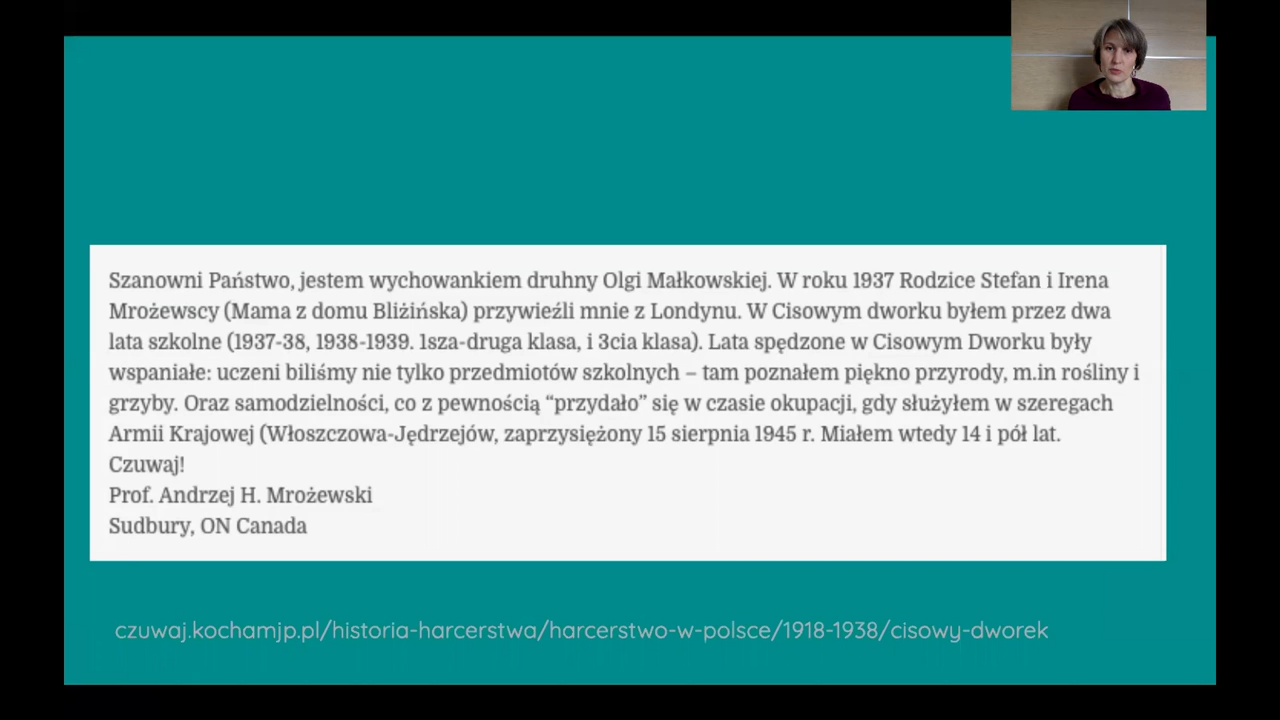 Szanowni Państwo, jestem wychowankiem druhny Olgi Małkowskiej. W roku 1937 Rodzice Stefan i Irena
Mrożewscy (Mama z domu Bliżińska) przywieźli mnie z Londynu. W Cisowym dworku byłem przez dwa
lata szkolne (1937-38, 1938-1939. 1sza-druga klasa, i 3cia klasa). Lata spędzone w Cisowym Dworku były
wspaniałe: uczeni biliśmy nie tylko przedmiotów szkolnych – tam poznałem piękno przyrody, m.in rośliny i
grzyby. Oraz samodzielności, co z pewnością “przydało” się w czasie okupacji, gdy służyłem w szeregach
Armii Krajowej (Włoszczowa-Jędrzejów, zaprzysiężony 15 sierpnia 1945 r. Miałem wtedy 14 i pół lat.
Czuwaj!
Prof. Andrzej H. Mrożewski
Sudbury, ON Canada
czuwaj.kochamjp.pl/historia-harcerstwa/harcerstwo-w-polsce/1918-1938/cisowy-dworek